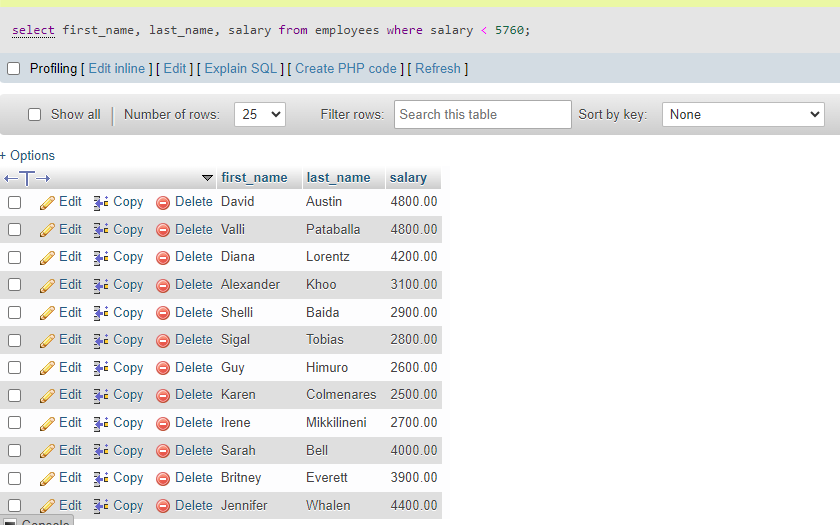 select first_name, last_name, salary from employees where salary < 5760;
Profiling [ Edit inline ] [ Edit ] [ Explain SQL ] [ Create PHP code ] [ Refresh ]
Show all Number of rows: 25 Filter rows: Search this table Sort by key: None
+ Options
first_name last_name salary
Edit Copy Delete David Austin 4800.00
Edit Copy Delete Valli Pataballa 4800.00
Edit Copy Delete Diana Lorentz 4200.00
Edit Copy Delete Alexander Khoo 3100.00
Edit Copy Delete Shelli Baida 2900.00
Edit Copy Delete Sigal Tobias 2800.00
Edit Copy Delete Guy Himuro 2600.00
Edit Copy Delete Karen Colmenares 2500.00
Edit Copy Delete Irene Mikkilineni 2700.00
Edit Copy Delete Sarah Bell 4000.00
Edit Copy Delete Britney Everett 3900.00
Edit Copy Delete Jennifer Whalen 4400.00
Console